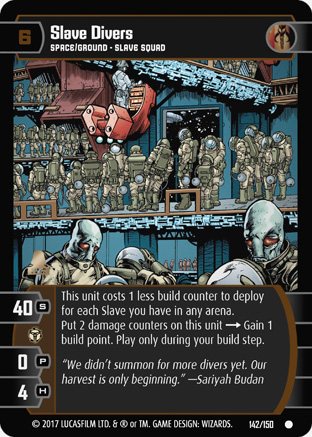 6 Slave Divers
SPACE/GROUND - SLAVE SQUAD
40 S
0 P
4 H
This unit costs 1 less build counter to deploy
for each Slave you have in any arena.
Put 2 damage counters on this unit → Gain 1
build point. Play only during your build step.
“We didn’t summon for more divers yet. Our
harvest is only beginning.” —Sariyah Budan
© 2017 LUCASFILM LTD. & ® or TM. GAME DESIGN: WIZARDS. 142/150